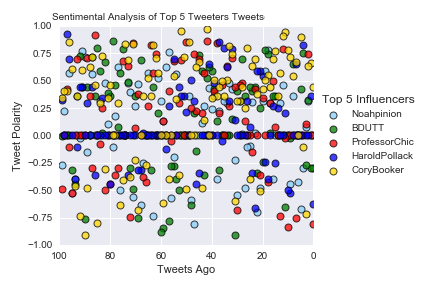 Sentimental Analysis of Top 5 Tweeters Tweets
1.00
0.75
0.50
0.25
0.00
−0.25
−0.50
−0.75
−1.00
Tweet Polarity
100 80 60 40 20 0
Tweets Ago
Top 5 Influencers
Noahpinion
BDUTT
ProfessorChic
HaroldPollack
CoryBooker